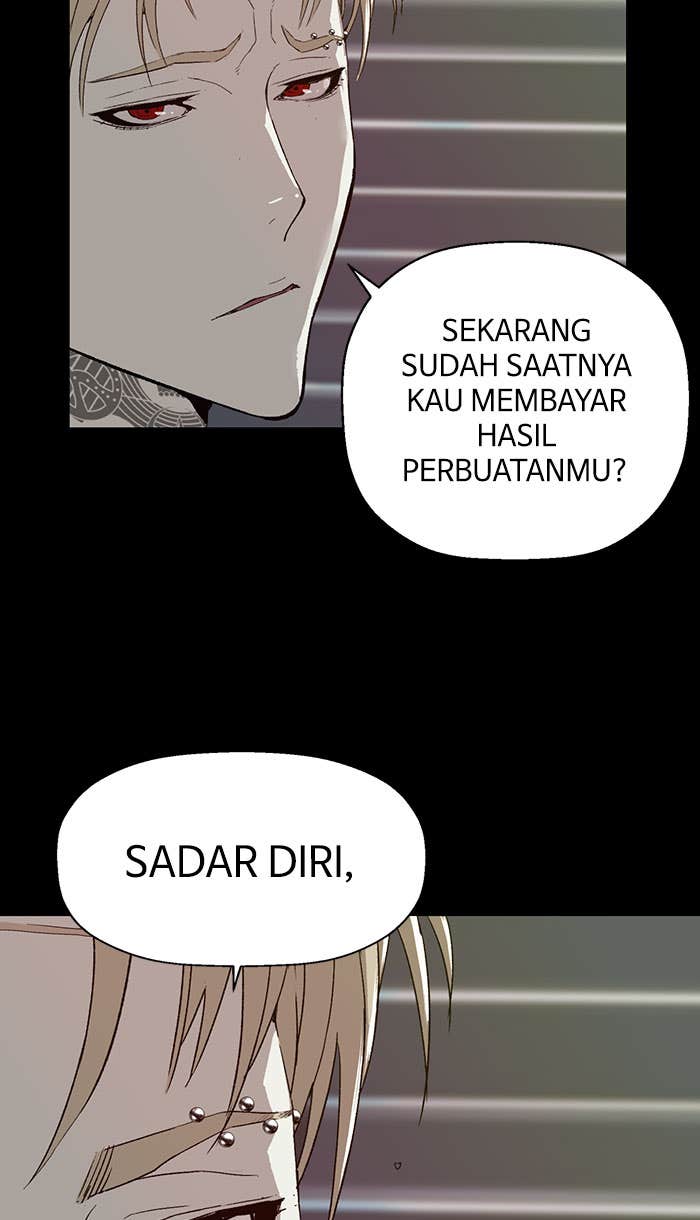 SEKARANG
SUDAH SAATNYA
KAU MEMBAYAR
HASIL
PERBUATANMU?
SADAR DIRI,